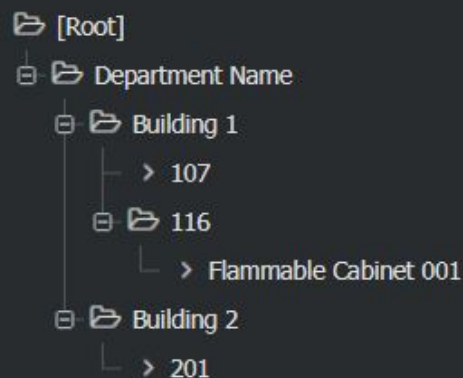 [Root]
Department Name
Building 1
107
116
Flammable Cabinet 001
Building 2
201